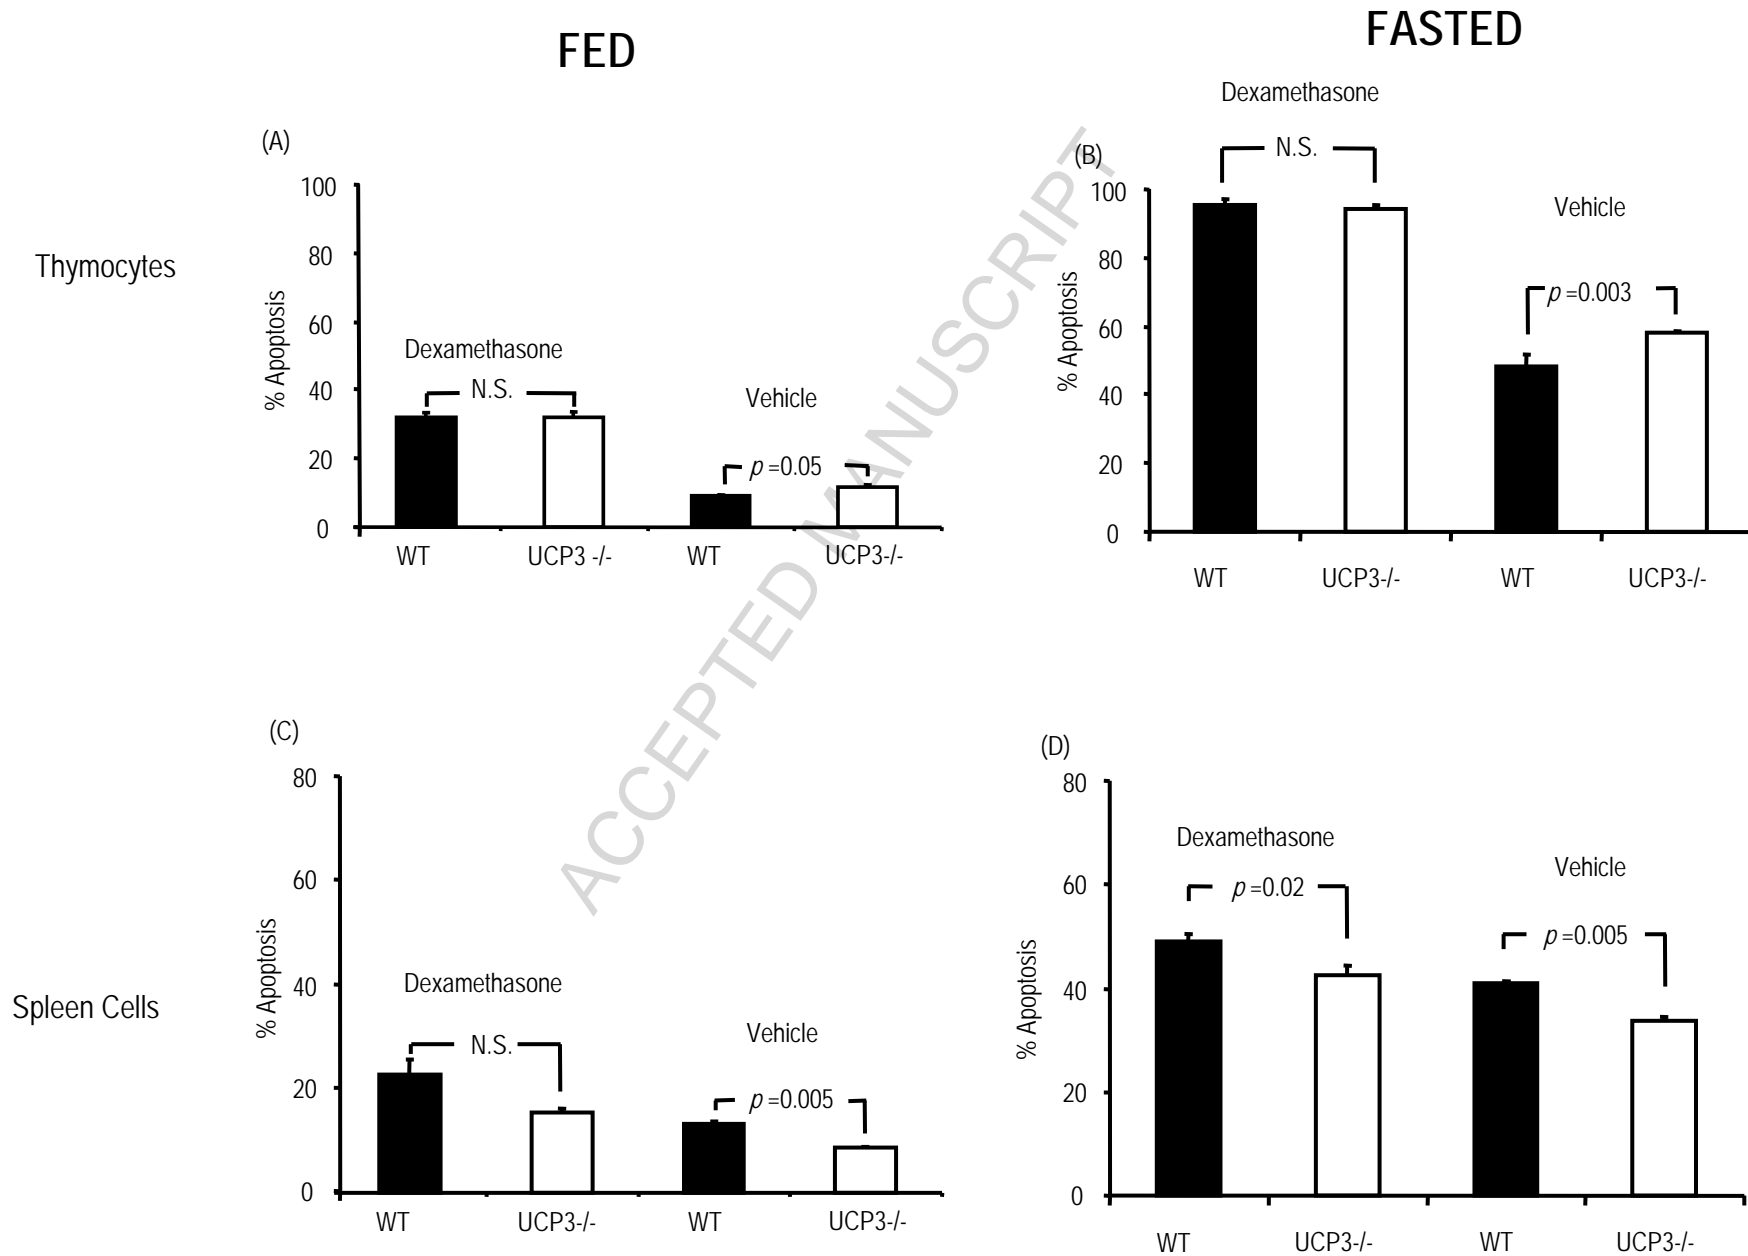 FED
FASTED
Thymocytes
(A)
% Apoptosis
100
80
60
40
20
0
Dexamethasone
N.S.
Vehicle
p=0.05
WT UCP3 -/- WT UCP3-/-
(B)
% Apoptosis
100
80
60
40
20
0
Dexamethasone
N.S.
Vehicle
p=0.003
WT UCP3-/- WT UCP3-/-
ACCEPTED MANUSCRIPT
Spleen Cells
(C)
% Apoptosis
80
60
40
20
0
Dexamethasone
N.S.
Vehicle
p=0.005
WT UCP3-/- WT UCP3-/-
(D)
% Apoptosis
80
60
40
20
0
Dexamethasone
p=0.02
Vehicle
p=0.005
WT UCP3-/- WT UCP3-/-